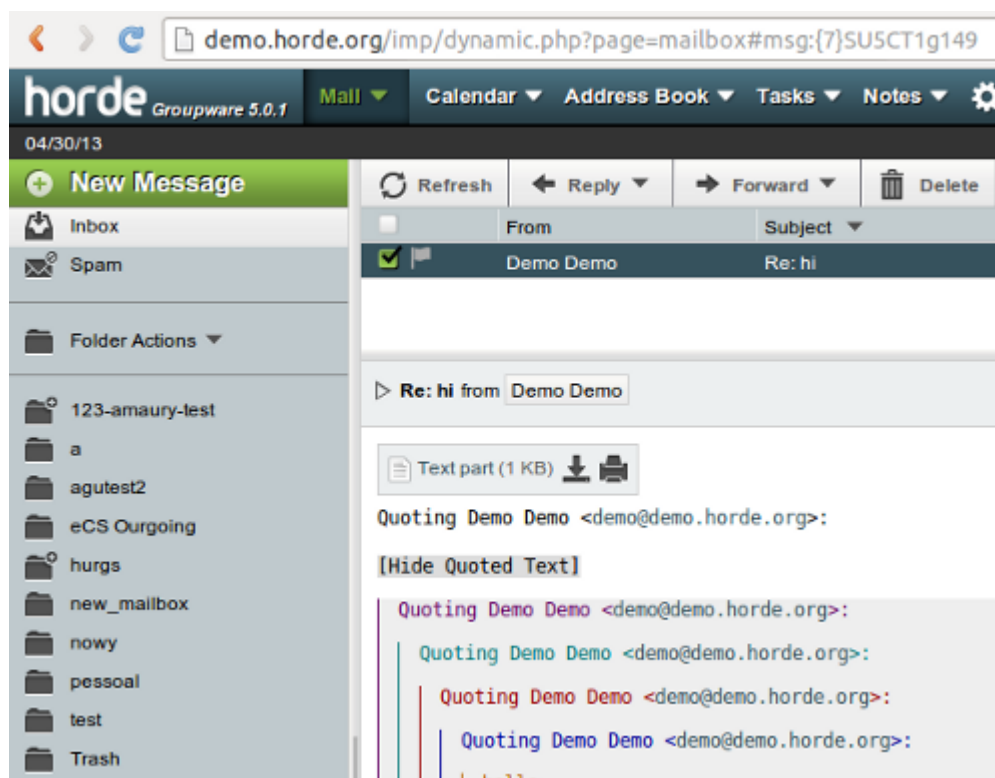 demo.horde.org/imp/dynamic.php?page=mailbox#msg:{7}SU5CT1g149
horde Groupware 5.0.1 Mail Calendar Address Book Tasks Notes
04/30/13
New Message
Refresh Reply Forward Delete
Inbox
From Subject
Spam
Demo Demo Re: hi
Folder Actions
Re: hi from Demo Demo
123-amaury-test
a
Text part (1 KB)
agutest2
Quoting Demo Demo <demo@demo.horde.org>:
eCS Ourgoing
hurgs
[Hide Quoted Text]
new_mailbox
Quoting Demo Demo <demo@demo.horde.org>:
nowy
Quoting Demo Demo <demo@demo.horde.org>:
pessoal
Quoting Demo Demo <demo@demo.horde.org>:
test
Quoting Demo Demo <demo@demo.horde.org>:
Trash